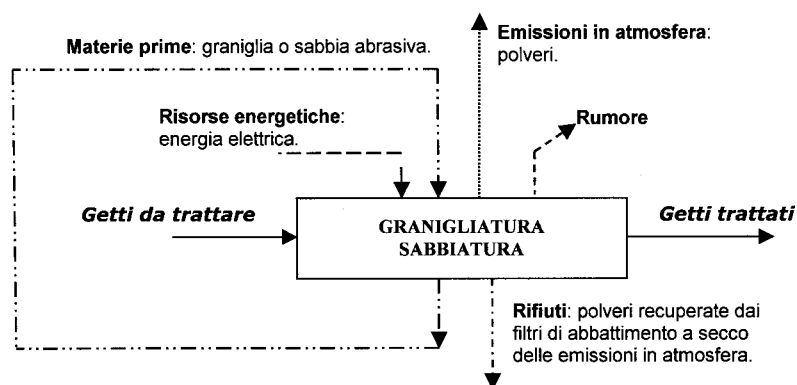 Materie prime: graniglia o sabbia abrasiva.
Emissioni in atmosfera:
polveri.
Risorse energetiche:
energia elettrica.
Rumore
Getti da trattare
GRANIGLIATURA
SABBIATURA
Getti trattati
Rifiuti: polveri recuperate dai
filtri di abbattimento a secco
delle emissioni in atmosfera.